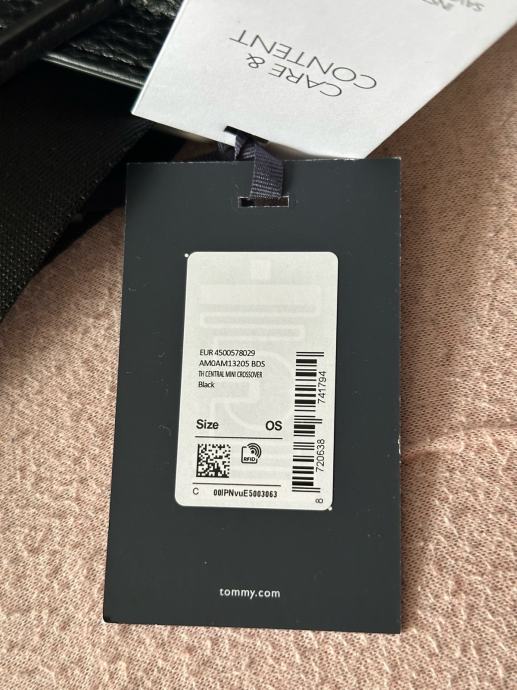 CARE &
CONTENT
EUR 4500578029
AM0AM13205 BDS
TH CENTRAL MINI CROSSOVER
Black
Size OS
RFID
C 00IPNvuE5003063
8 720638 741794
tommy.com